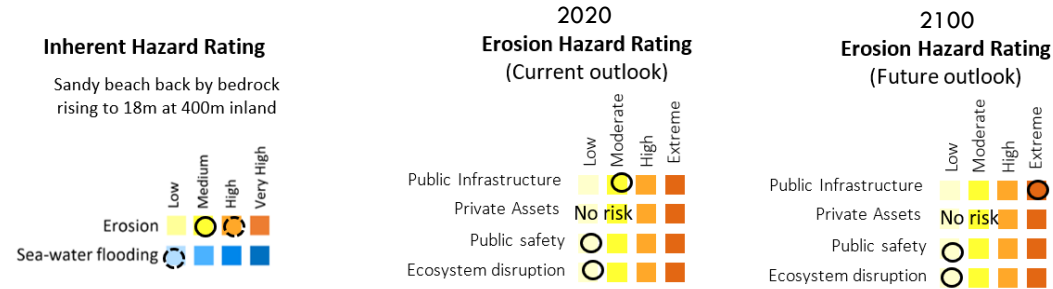 Inherent Hazard Rating
Sandy beach back by bedrock
rising to 18m at 400m inland
Low
Medium
High
Very High
Erosion
Sea-water flooding
2020
Erosion Hazard Rating
(Current outlook)
Low
Moderate
High
Extreme
Public Infrastructure
Private Assets No risk
Public safety
Ecosystem disruption
2100
Erosion Hazard Rating
(Future outlook)
Low
Moderate
High
Extreme
Public Infrastructure
Private Assets No risk
Public safety
Ecosystem disruption